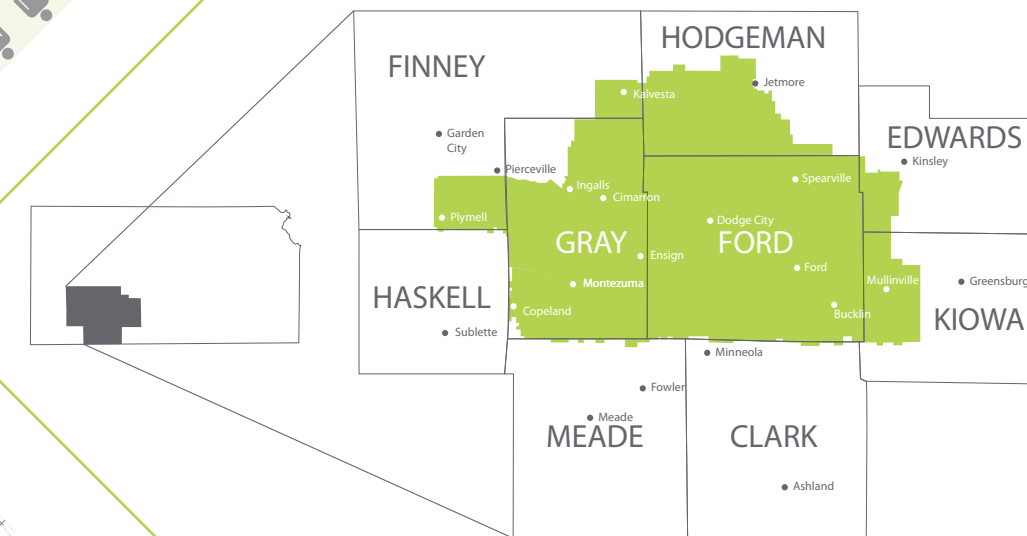 HODGEMAN
FINNEY
Jetmore
Kalvesta
Garden
City
EDWARDS
Kinsley
Pierceville
Spearville
Ingalls
Cimarron
Plymell
Dodge City
GRAY
FORD
Ensign
Ford
Mullinville
Greensburg
Montezuma
HASKELL
Copeland
Bucklin
KIOWA
Sublette
Minneola
Fowler
Meade
MEADE
CLARK
Ashland